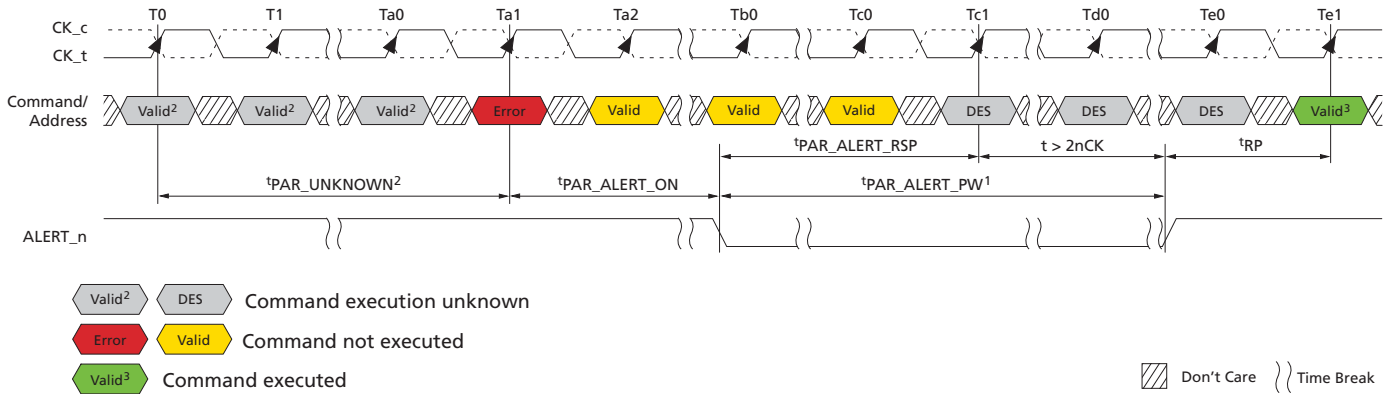 T0 T1 Ta0 Ta1 Ta2 Tb0 Tc0 Tc1 Td0 Te0 Te1
CK_c
CK_t
Command/
Address
Valid² Valid² Valid² Error Valid Valid Valid DES DES DES Valid³
tPAR_ALERT_RSP t > 2nCK tRP
tPAR_UNKNOWN² tPAR_ALERT_ON tPAR_ALERT_PW¹
ALERT_n
Valid² DES Command execution unknown
Error Valid Command not executed
Valid³ Command executed
Don't Care Time Break